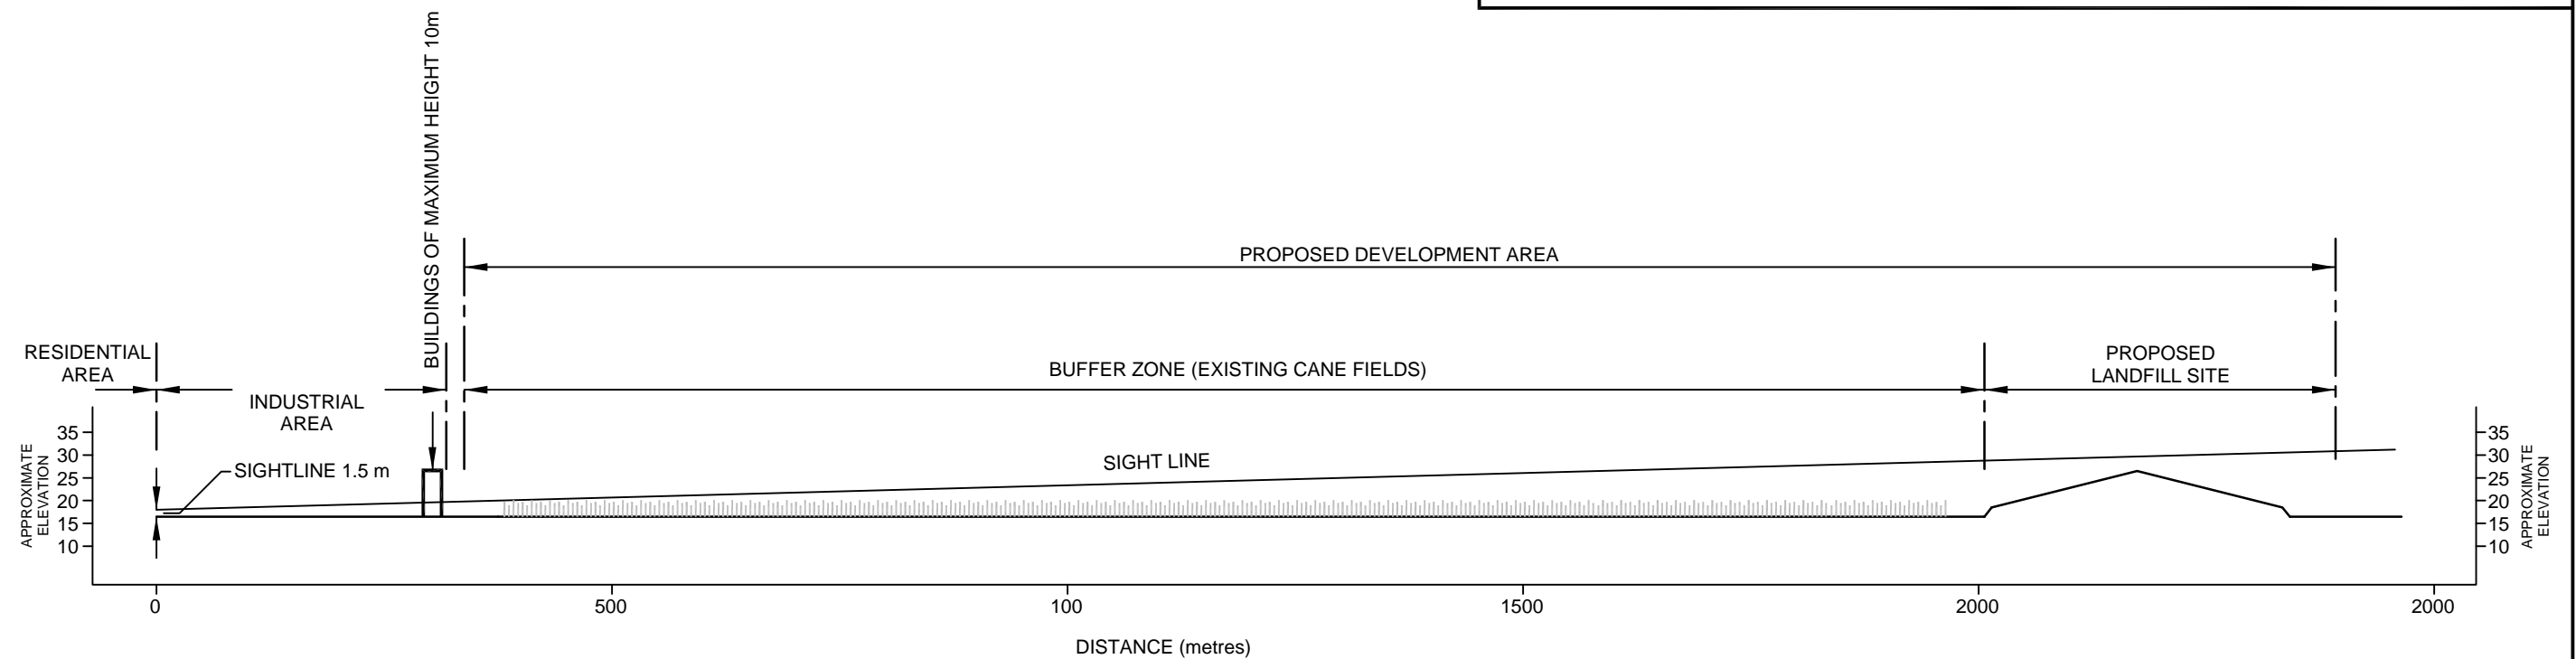 BUILDINGS OF MAXIMUM HEIGHT 10m
PROPOSED DEVELOPMENT AREA
RESIDENTIAL
AREA
INDUSTRIAL
AREA
BUFFER ZONE (EXISTING CANE FIELDS)
PROPOSED
LANDFILL SITE
APPROXIMATE
ELEVATION
35
30
25
20
15
10
SIGHTLINE 1.5 m
SIGHT LINE
35
30
25
20
15
10
APPROXIMATE
ELEVATION
0
500
100
1500
2000
2000
DISTANCE (metres)